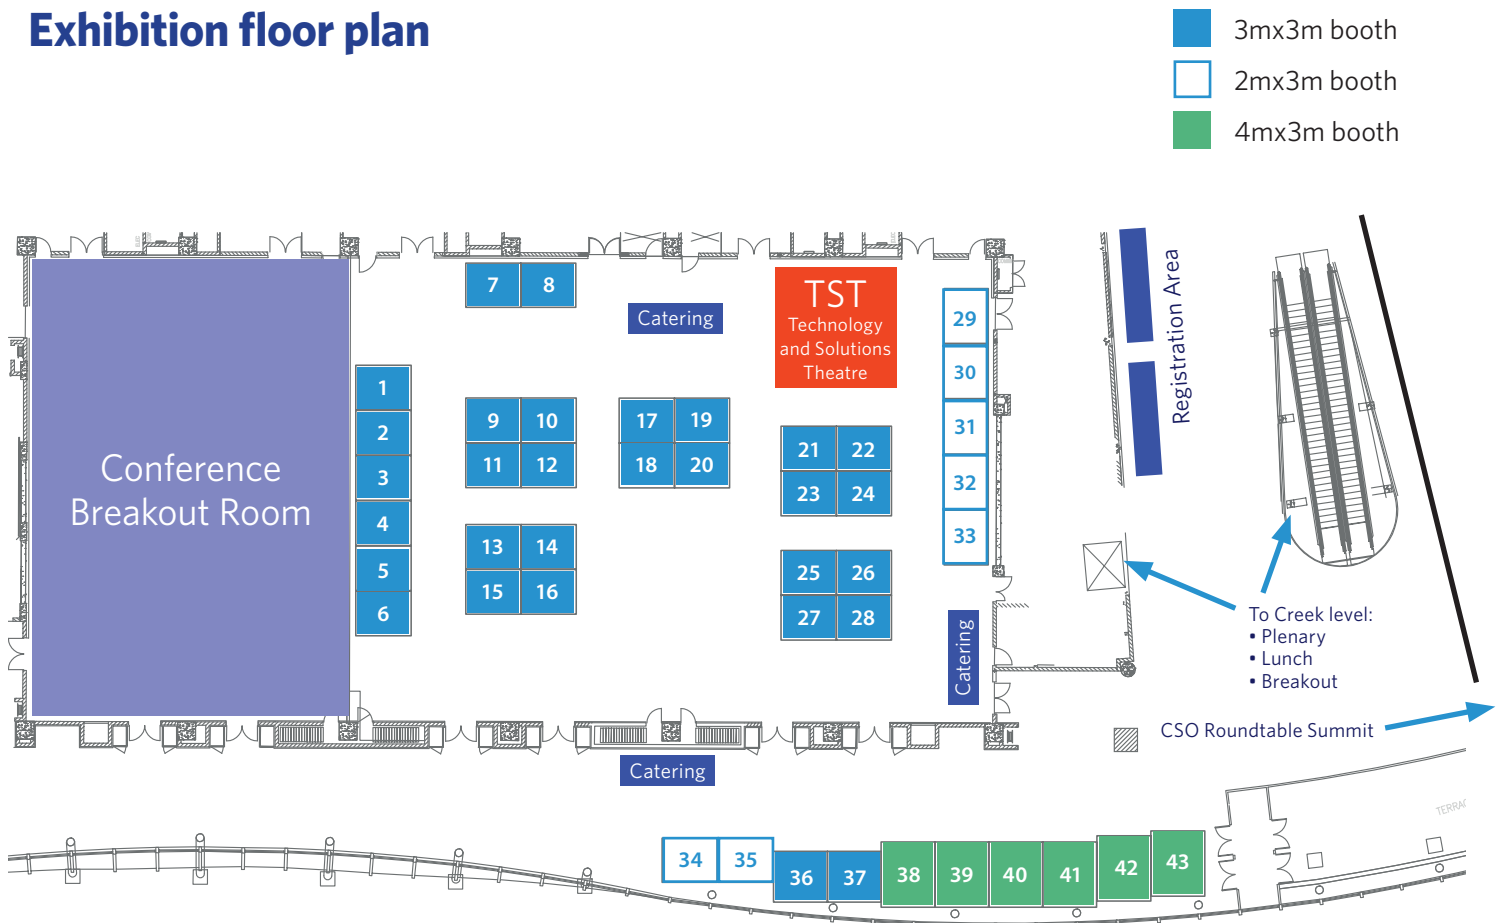 Exhibition floor plan
3mx3m booth
2mx3m booth
4mx3m booth
Conference
Breakout Room
1
2
3
4
5
6
7 8
9 10
11 12
13 14
15 16
Catering
17 19
18 20
TST
Technology
and Solutions
Theatre
21 22
23 24
25 26
27 28
29
30
31
32
33
Catering
Registration Area
To Creek level:
• Plenary
• Lunch
• Breakout
CSO Roundtable Summit
Catering
34 35 36 37 38 39 40 41 42 43